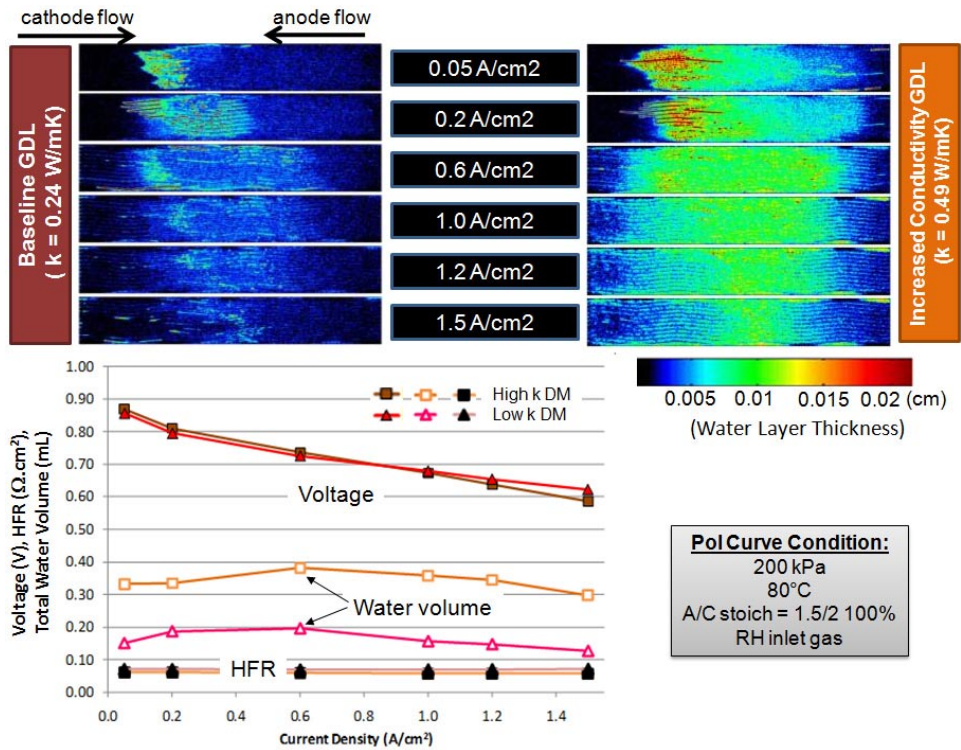 cathode flow
anode flow
Baseline GDL
( k = 0.24 W/mK)
0.05 A/cm2
0.2 A/cm2
0.6 A/cm2
1.0 A/cm2
1.2 A/cm2
1.5 A/cm2
Increased Conductivity GDL
(k = 0.49 W/mK)
0.005 0.01 0.015 0.02 (cm)
(Water Layer Thickness)
Voltage (V), HFR (Ω.cm²),
Total Water Volume (mL)
1.00
0.90
0.80
0.70
0.60
0.50
0.40
0.30
0.20
0.10
0.00
High k DM
Low k DM
Voltage
Water volume
HFR
0.0 0.2 0.4 0.6 0.8 1.0 1.2 1.4
Current Density (A/cm²)
Pol Curve Condition:
200 kPa
80°C
A/C stoich = 1.5/2 100%
RH inlet gas